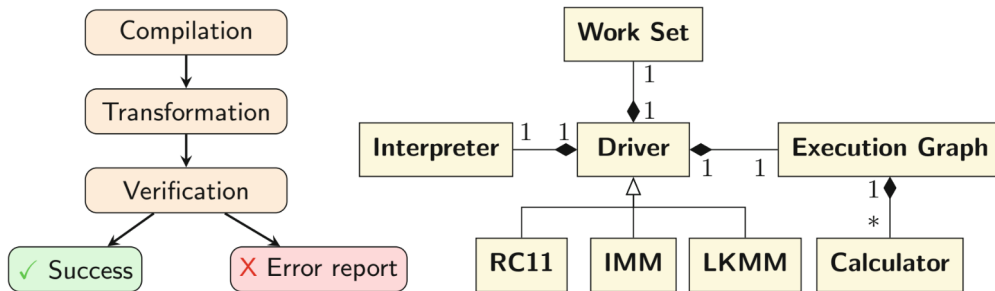 Compilation
Transformation
Verification
✓ Success
X Error report
Work Set
1
1
Interpreter
1
1
Driver
1
1
Execution Graph
1
*
RC11
IMM
LKMM
Calculator